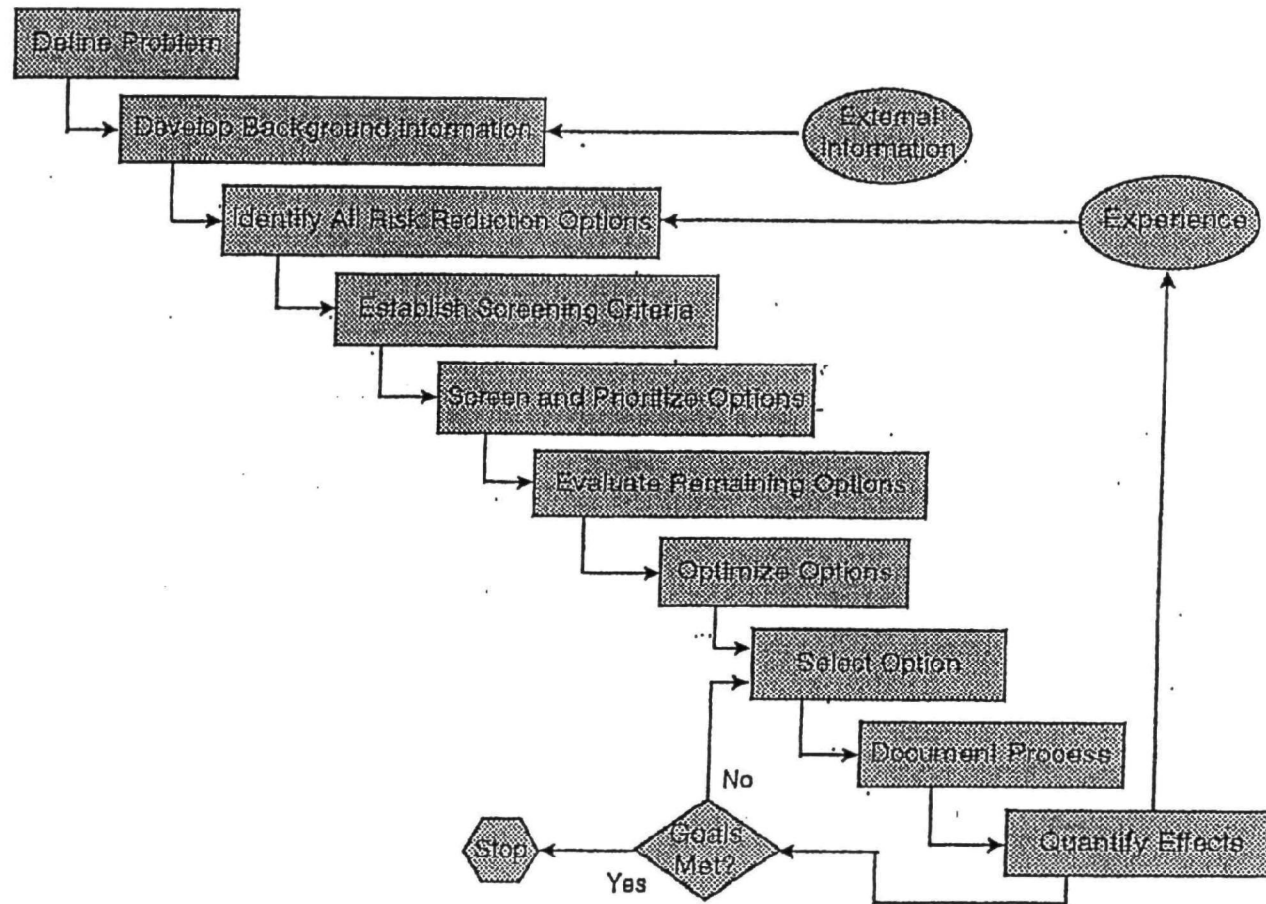 Define Problem
Develop Background Information
External
Information
Identify All Risk Reduction Options
Experience
Establish Screening Criteria
Screen and Prioritize Options
Evaluate Remaining Options
Optimize Options
Select Option
Document Process
No
Quantify Effects
Goals
Met?
Stop
Yes